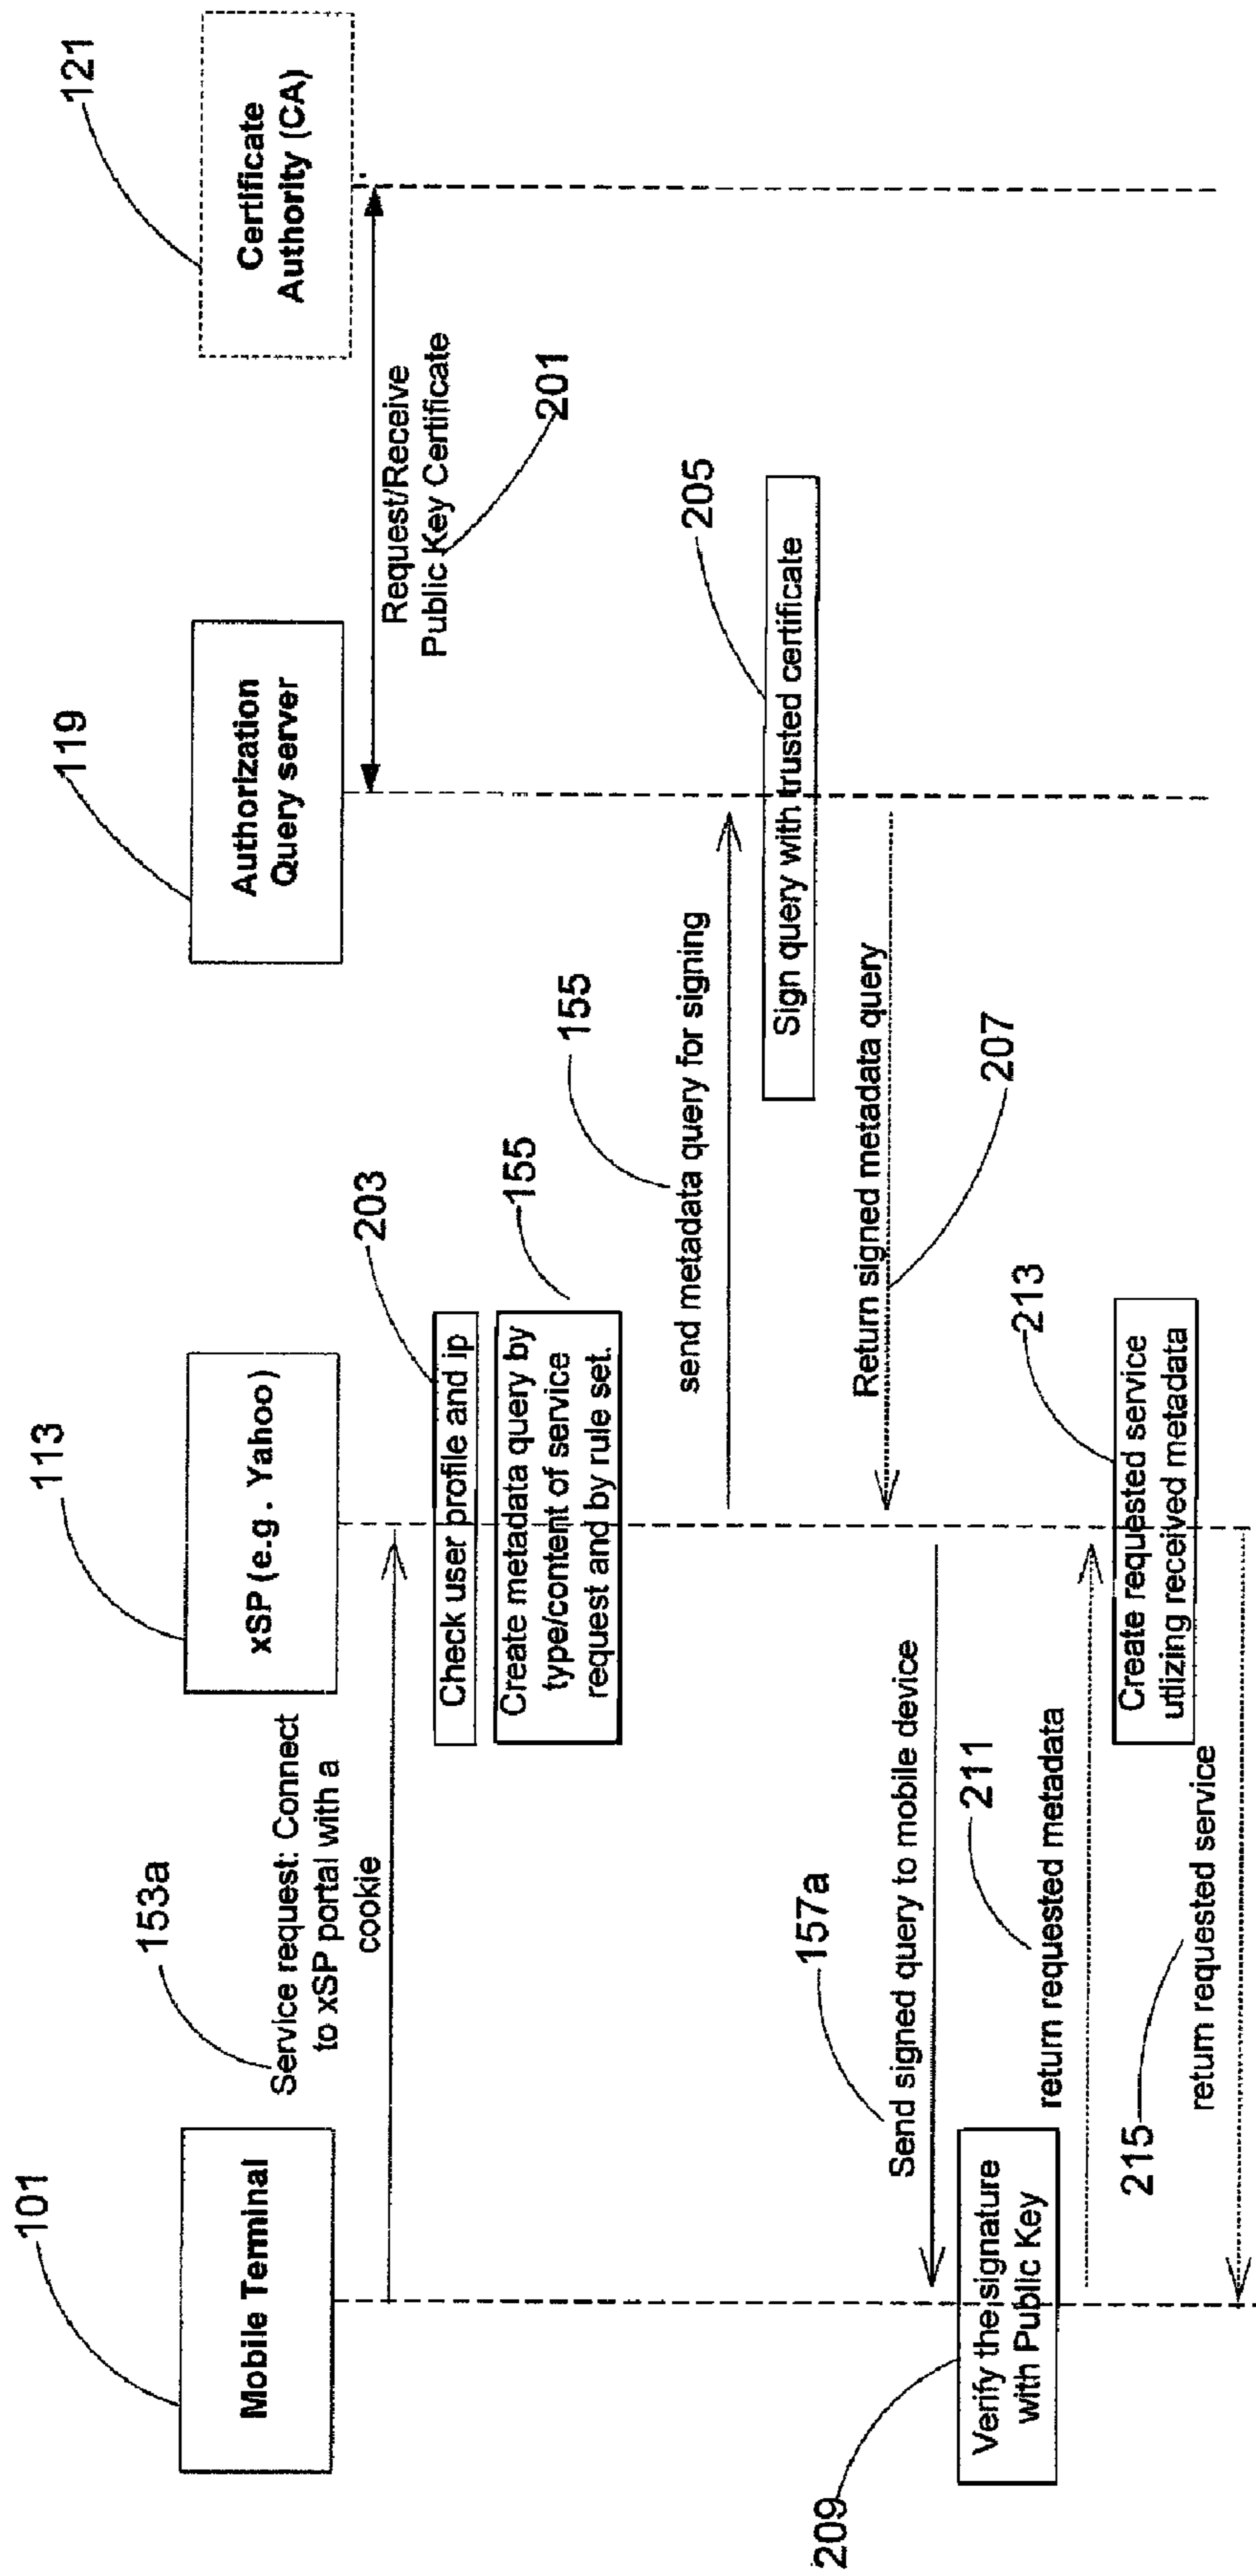 101
Mobile Terminal
113
xSP (e.g. Yahoo)
119
Authorization
Query server
121
Certificate
Authority (CA)
153a
Service request: Connect
to xSP portal with a
cookie
Request/Receive
Public Key Certificate
201
203
Check user profile and ip
155
Create metadata query by
type/content of service
request and by rule set.
155
send metadata query for signing
205
Sign query with trusted certificate
Return signed metadata query
207
157a
Send signed query to mobile device
209
Verify the signature
with Public Key
211
return requested metadata
213
Create requested service
utlizing received metadata
215
return requested service